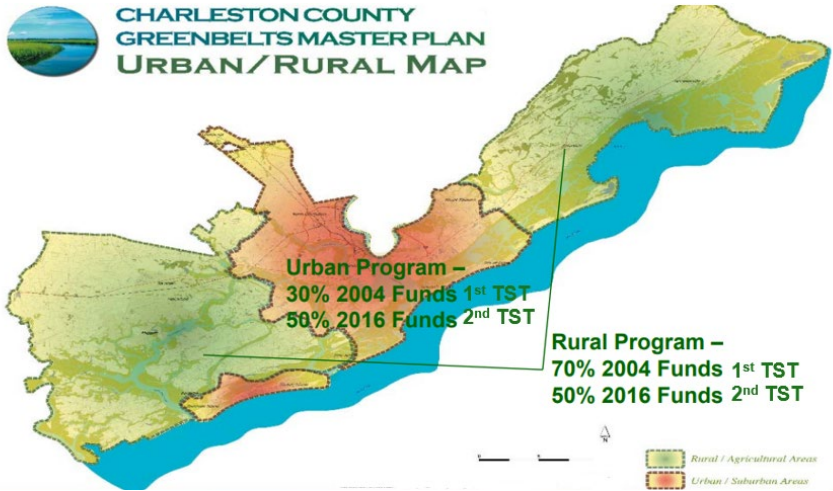 CHARLESTON COUNTY
GREENBELTS MASTER PLAN
URBAN/RURAL MAP
Urban Program –
30% 2004 Funds 1st TST
50% 2016 Funds 2nd TST
Rural Program –
70% 2004 Funds 1st TST
50% 2016 Funds 2nd TST
N
Rural / Agricultural Areas
Urban / Suburban Areas